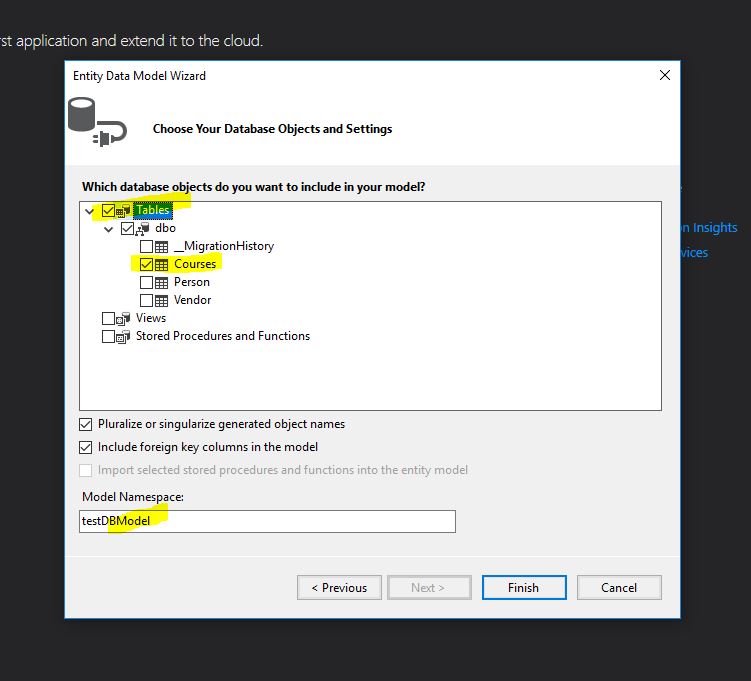 rst application and extend it to the cloud.
Entity Data Model Wizard
Choose Your Database Objects and Settings
Which database objects do you want to include in your model?
Tables
dbo
__MigrationHistory
Courses
on Insights
Person
vices
Vendor
Views
Stored Procedures and Functions
Pluralize or singularize generated object names
Include foreign key columns in the model
Import selected stored procedures and functions into the entity model
Model Namespace:
testDBModel
< Previous
Next >
Finish
Cancel